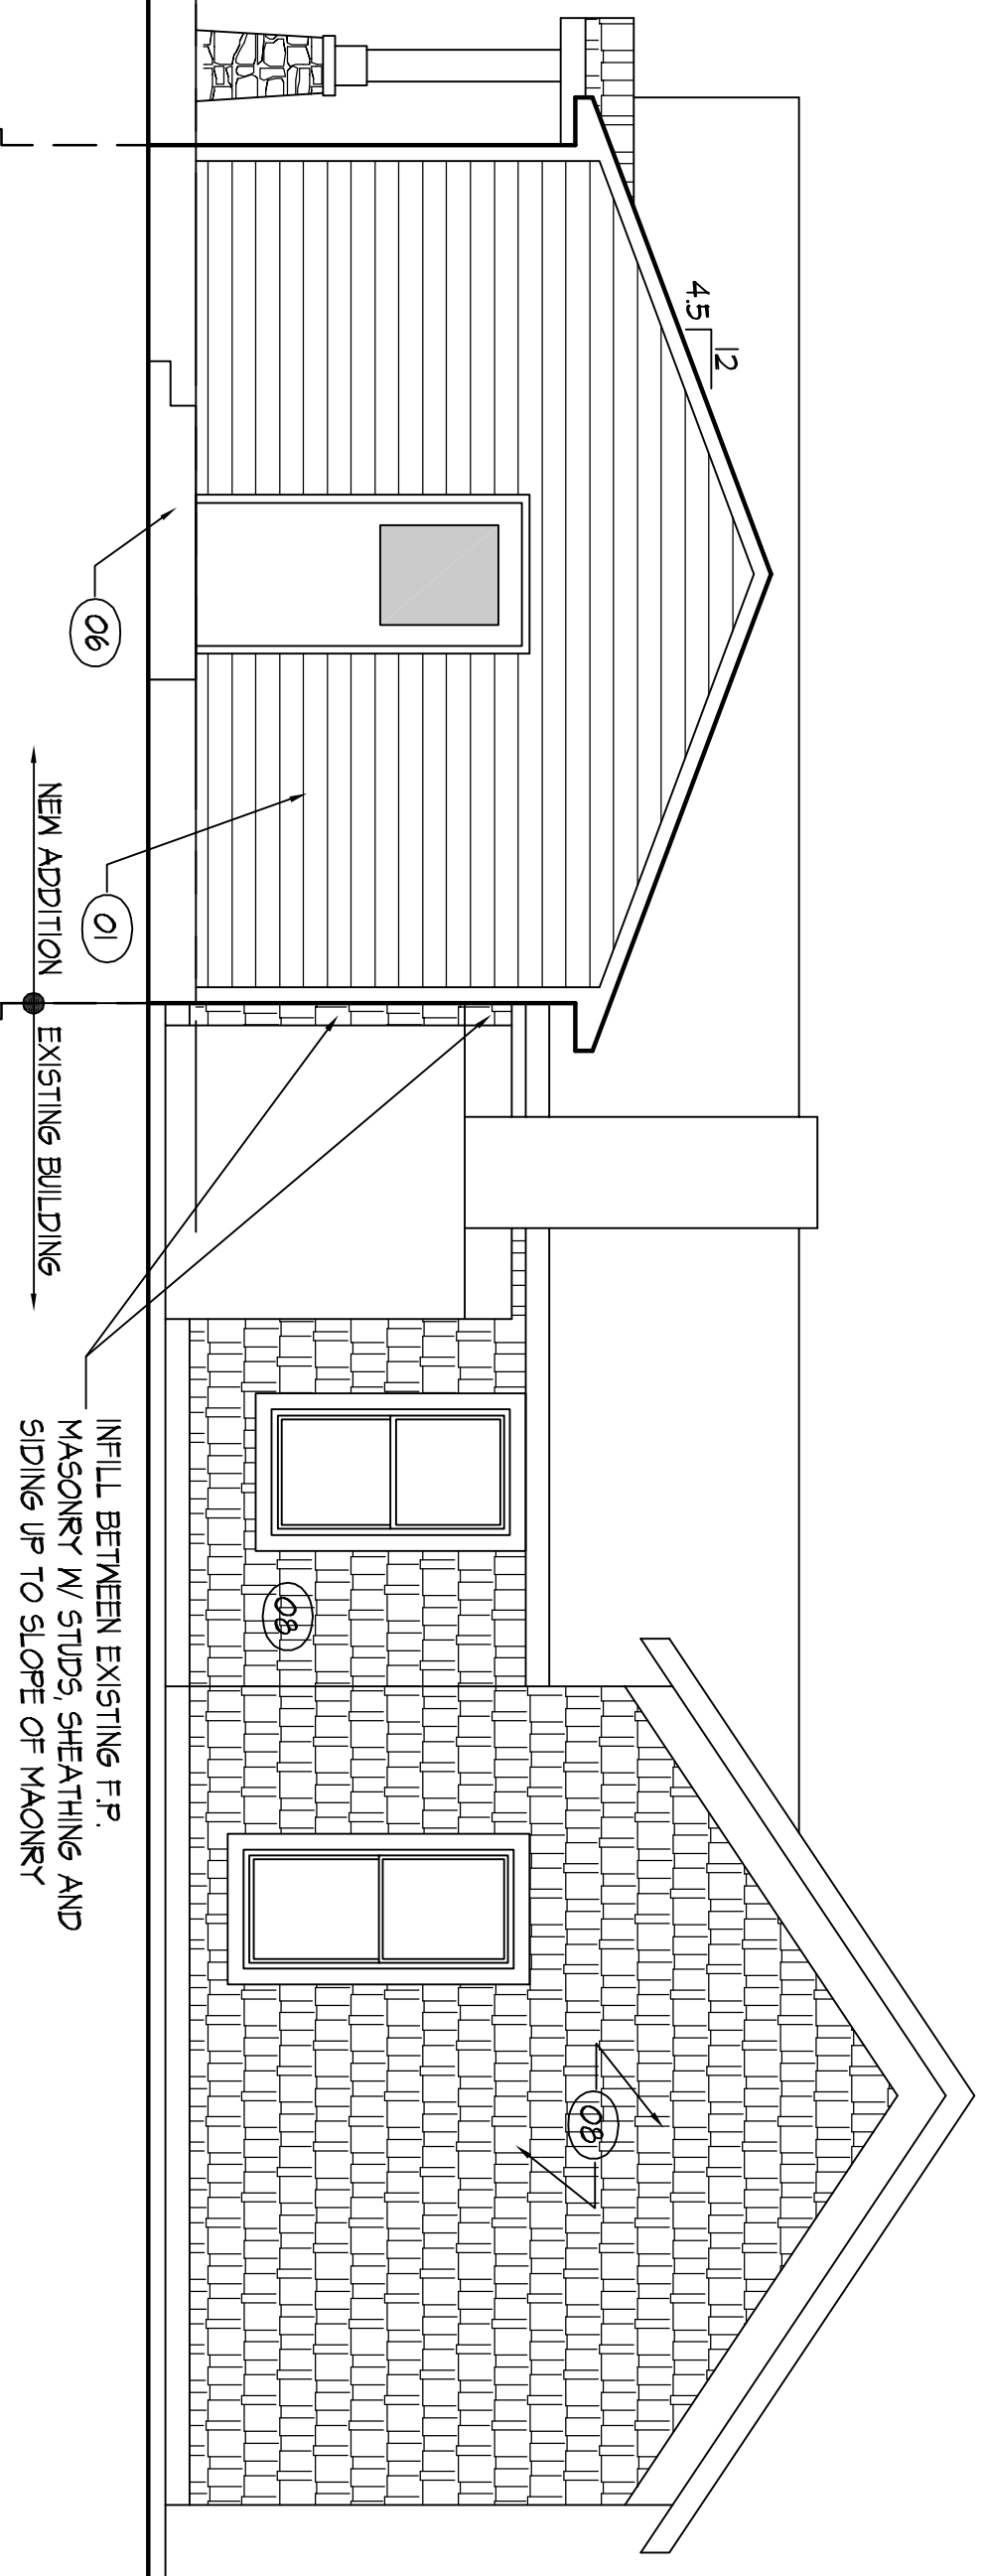 12
4.5
08
08
06
01
NEW ADDITION
EXISTING BUILDING
INFILL BETWEEN EXISTING F.P.
MASONRY W/ STUDS, SHEATHING AND
SIDING UP TO SLOPE OF MAONRY